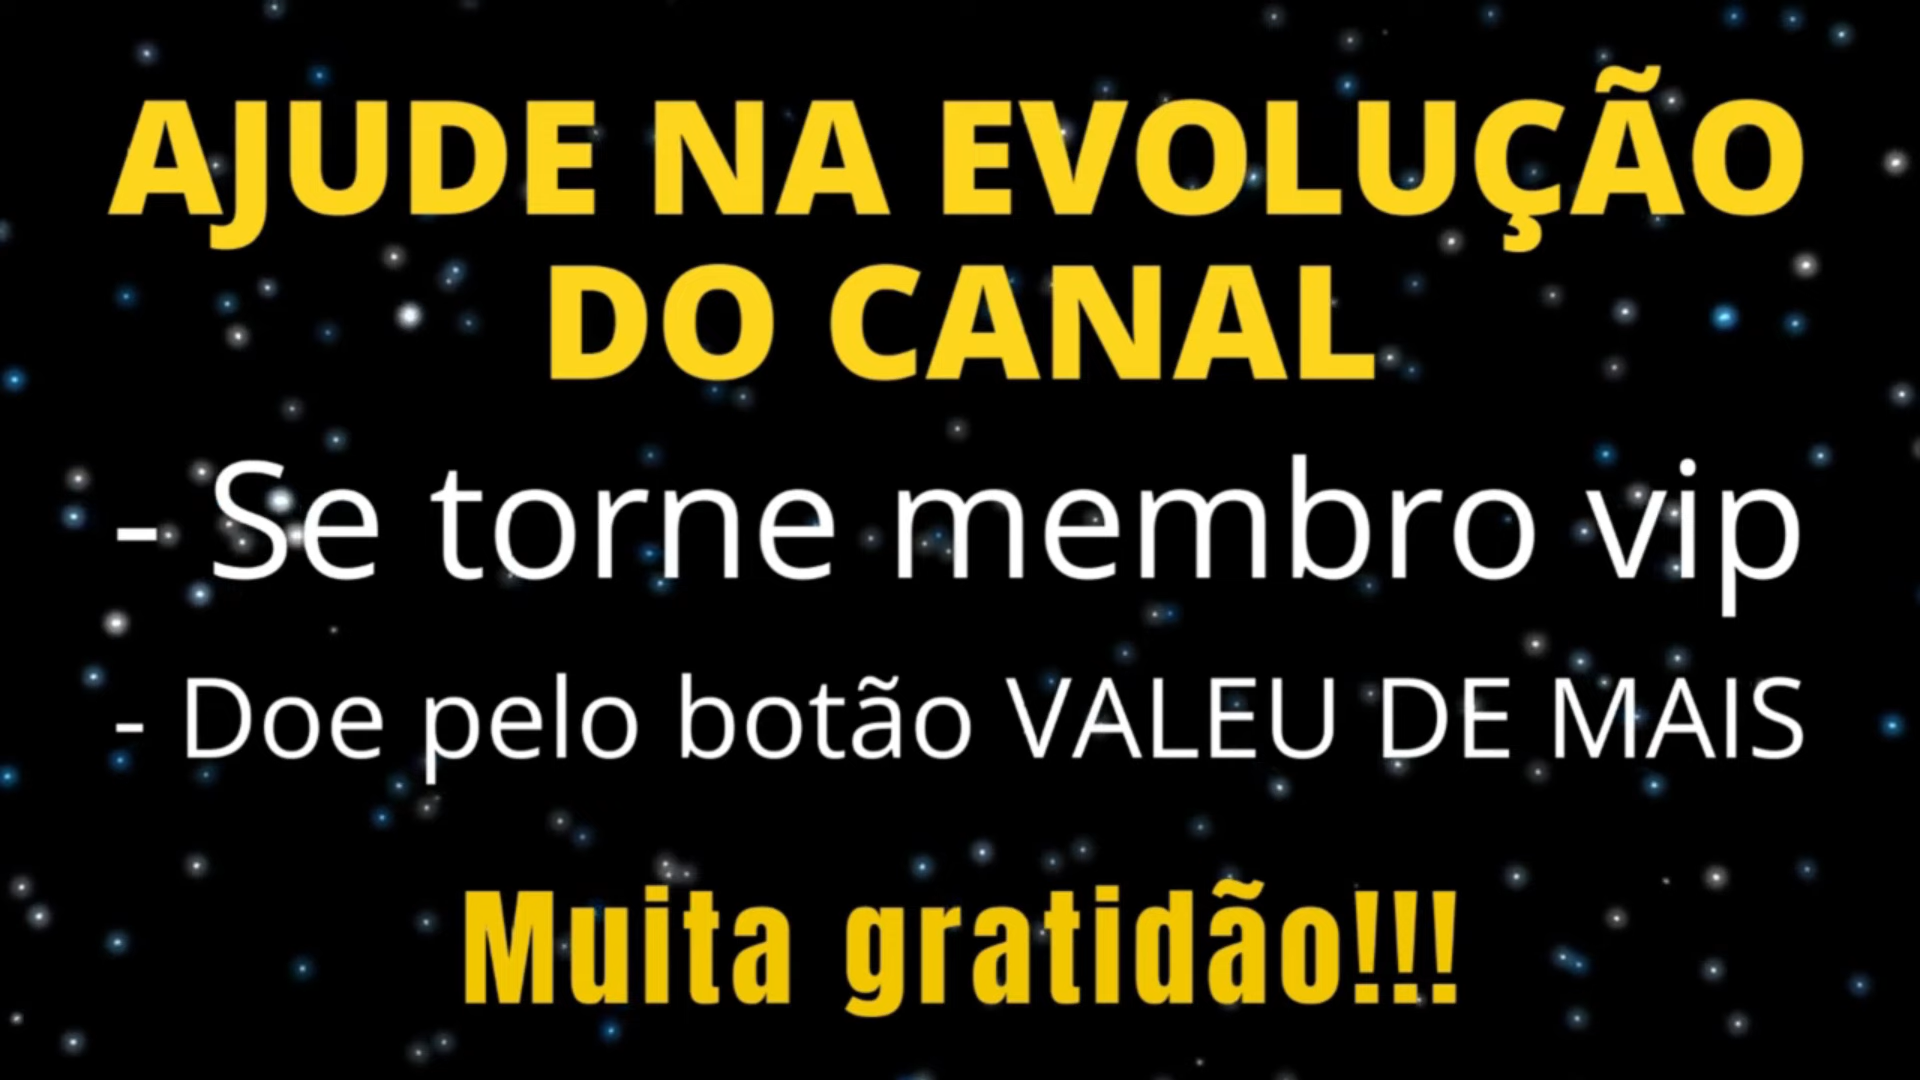 AJUDE NA EVOLUÇÃO
DO CANAL
- Se torne membro vip
- Doe pelo botão VALEU DE MAIS
Muita gratidão!!!